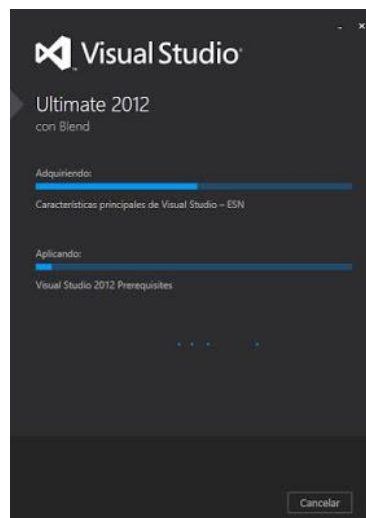 Visual Studio
Ultimate 2012
con Blend
Adquiriendo:
Características principales de Visual Studio – ESN
Aplicando:
Visual Studio 2012 Prerequisites
Cancelar